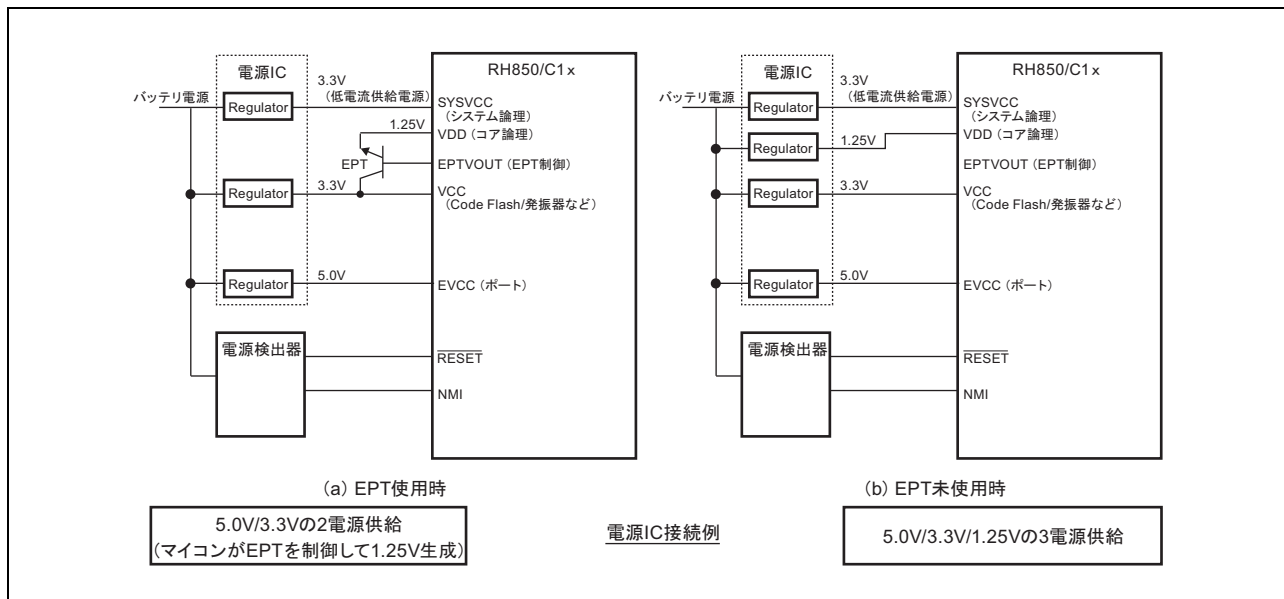 電源IC
RH850/C1x
バッテリ電源
Regulator
3.3V
(低電流供給電源)
SYSVCC
(システム論理)
1.25V
VDD (コア論理)
EPT
EPTVOUT (EPT制御)
Regulator
3.3V
VCC
(Code Flash/発振器など)
Regulator
5.0V
EVCC (ポート)
電源検出器
RESET
NMI
(a) EPT使用時
5.0V/3.3Vの2電源供給
(マイコンがEPTを制御して1.25V生成)
電源IC接続例
電源IC
RH850/C1x
バッテリ電源
Regulator
3.3V
(低電流供給電源)
SYSVCC
(システム論理)
Regulator
1.25V
VDD (コア論理)
EPTVOUT (EPT制御)
Regulator
3.3V
VCC
(Code Flash/発振器など)
Regulator
5.0V
EVCC (ポート)
電源検出器
RESET
NMI
(b) EPT未使用時
5.0V/3.3V/1.25Vの3電源供給